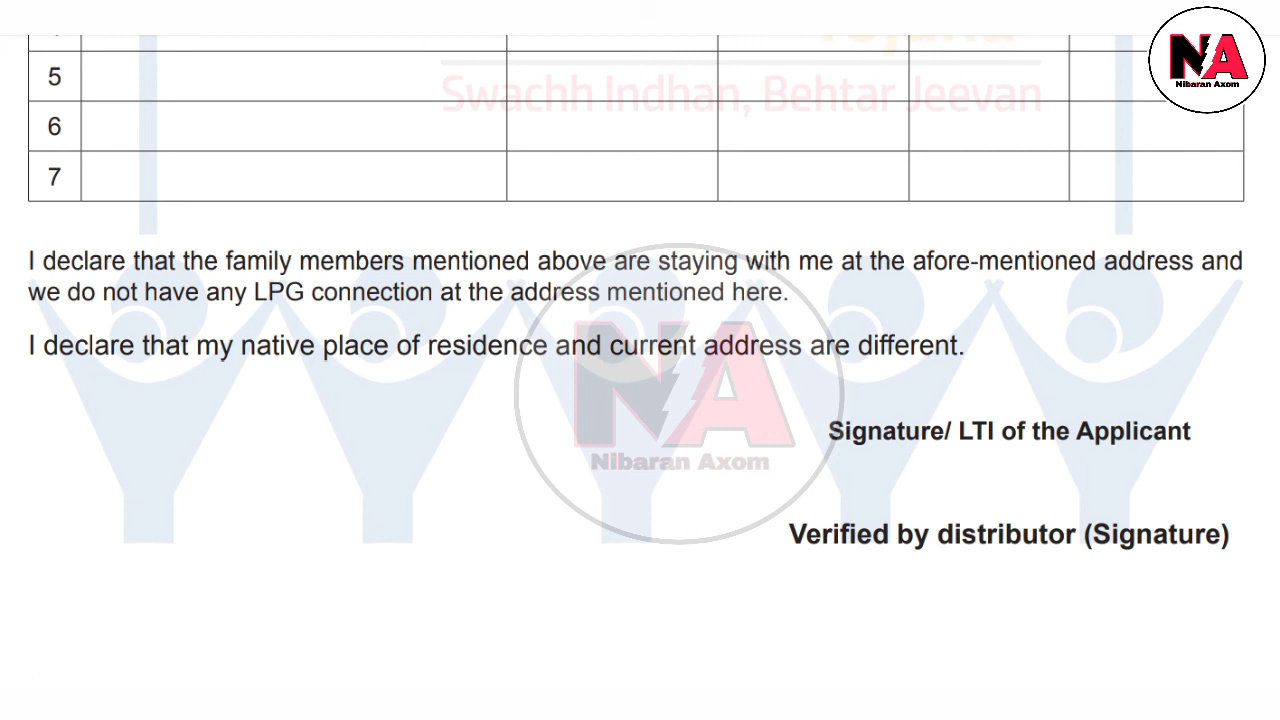 NA
Nibaran Axom
5
Swachh Indhan, Behtar Jeevan
6
7
I declare that the family members mentioned above are staying with me at the afore-mentioned address and
we do not have any LPG connection at the address mentioned here.
I declare that my native place of residence and current address are different.
NA
Nibaran Axom
Signature/ LTI of the Applicant
Verified by distributor (Signature)